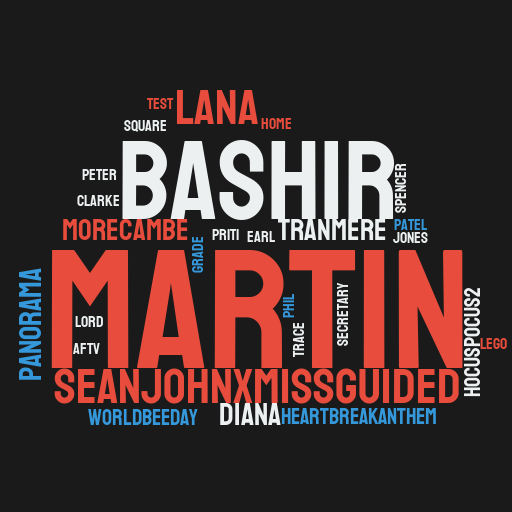 TEST
LANA
HOME
SQUARE
BASHIR
PETER
CLARKE
SPENCER
MORECAMBE
GRADE
PRITI
EARL
TRANMERE
PATEL
JONES
MARTIN
PANORAMA
LORD
AFTV
PHIL
TRACE
SECRETARY
HOCUSPOCUS2
LEGO
SEANJOHNXMISSGUIDED
WORLDBEEDAY
DIANA
HEARTBREAKANTHEM